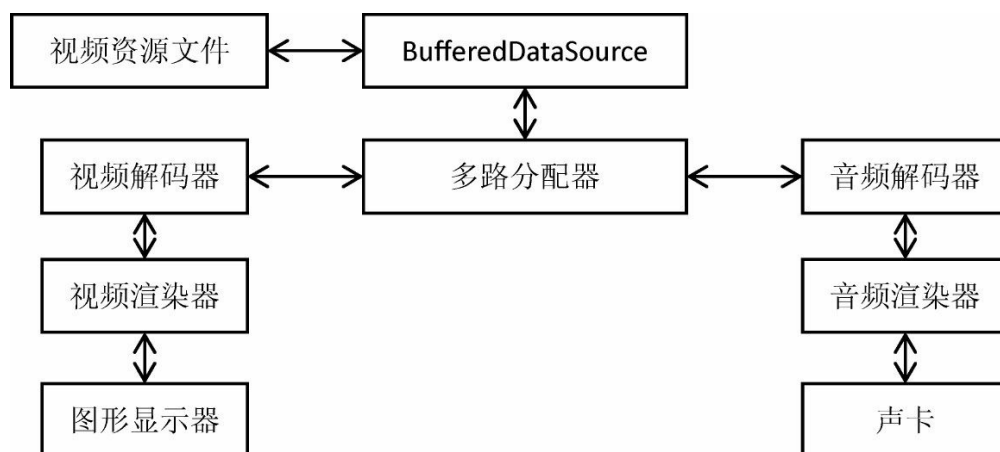 视频资源文件
BufferedDataSource
视频解码器
多路分配器
音频解码器
视频渲染器
音频渲染器
图形显示器
声卡